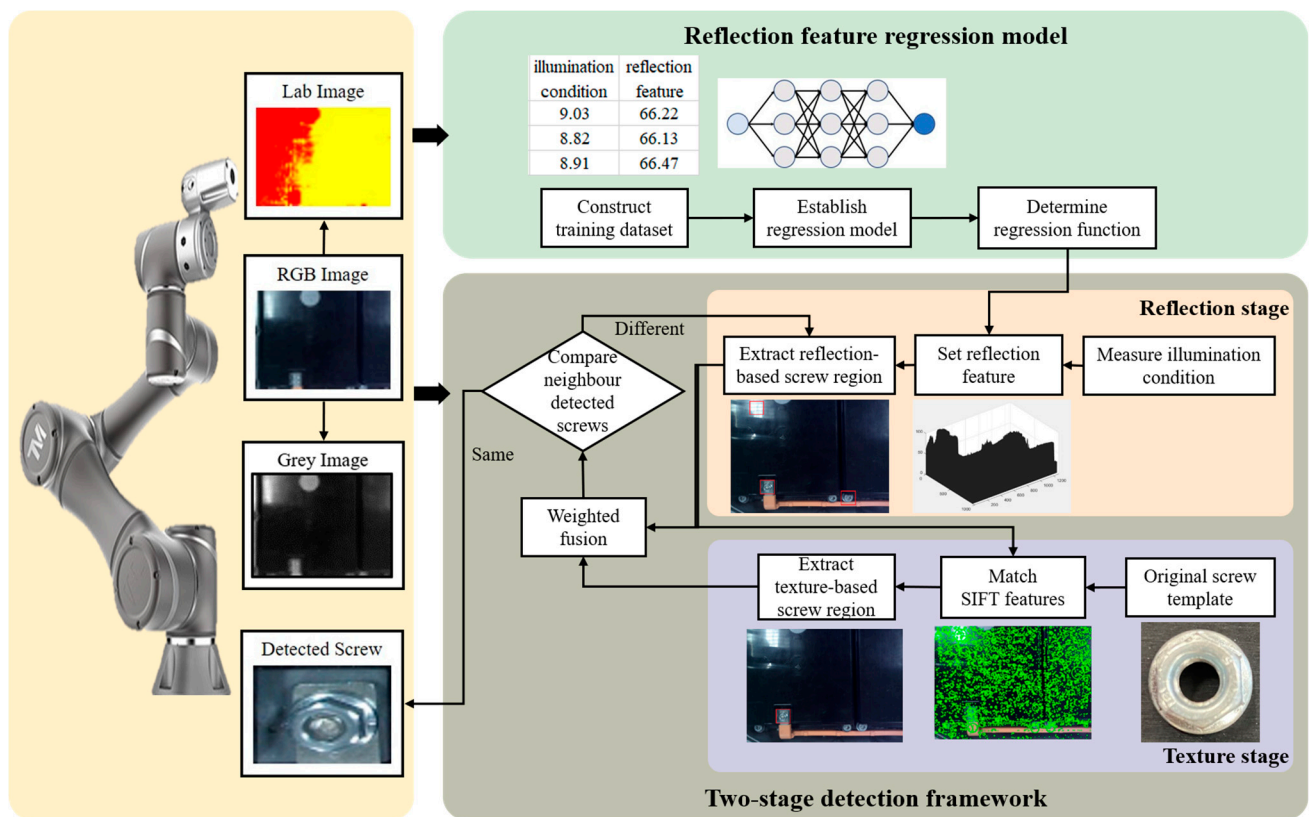 Lab Image
RGB Image
Grey Image
Detected Screw
TM
Reflection feature regression model
illumination condition
reflection feature
9.03 66.22
8.82 66.13
8.91 66.47
Construct
training dataset
Establish
regression model
Determine
regression function
Reflection stage
Different
Compare
neighbour
detected
screws
Same
Extract reflection-
based screw region
Set reflection
feature
Measure illumination
condition
Weighted
fusion
Extract
texture-based
screw region
Match
SIFT features
Original screw
template
Texture stage
Two-stage detection framework